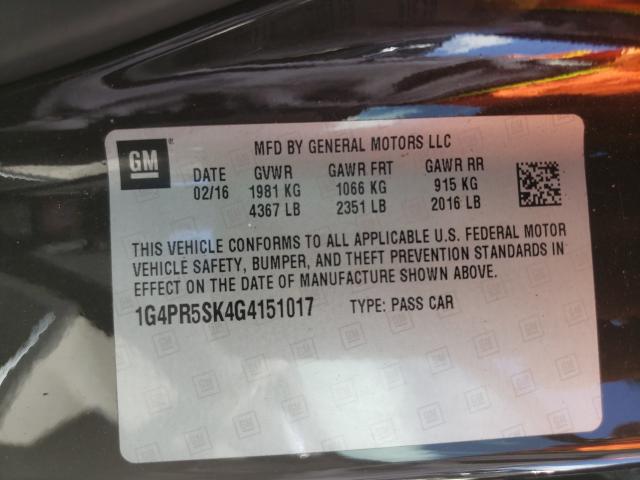 GM
MFD BY GENERAL MOTORS LLC
DATE GVWR GAWR FRT GAWR RR
02/16 1981 KG 1066 KG 915 KG
4367 LB 2351 LB 2016 LB
THIS VEHICLE CONFORMS TO ALL APPLICABLE U.S. FEDERAL MOTOR
VEHICLE SAFETY, BUMPER, AND THEFT PREVENTION STANDARDS IN
EFFECT ON THE DATE OF MANUFACTURE SHOWN ABOVE.
1G4PR5SK4G4151017 TYPE: PASS CAR